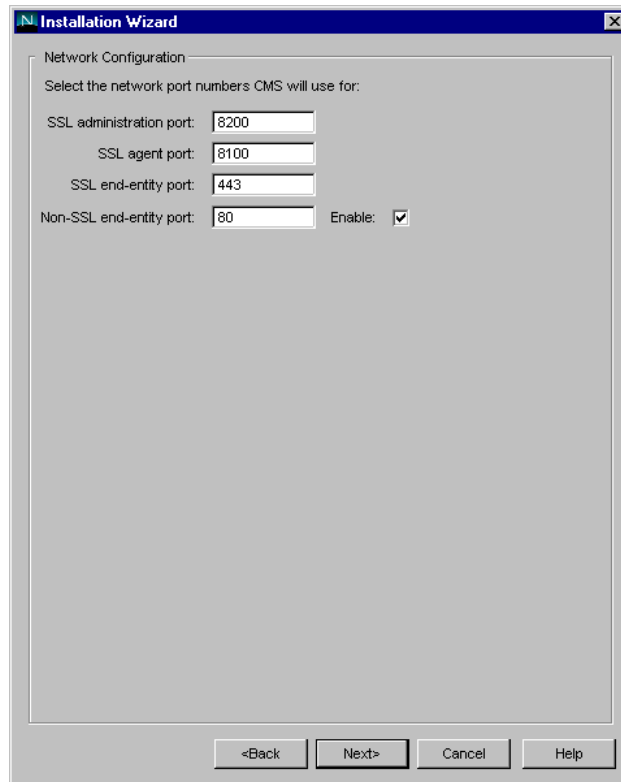 N Installation Wizard
Network Configuration
Select the network port numbers CMS will use for:
SSL administration port: 8200
SSL agent port: 8100
SSL end-entity port: 443
Non-SSL end-entity port: 80 Enable:
<Back Next> Cancel Help